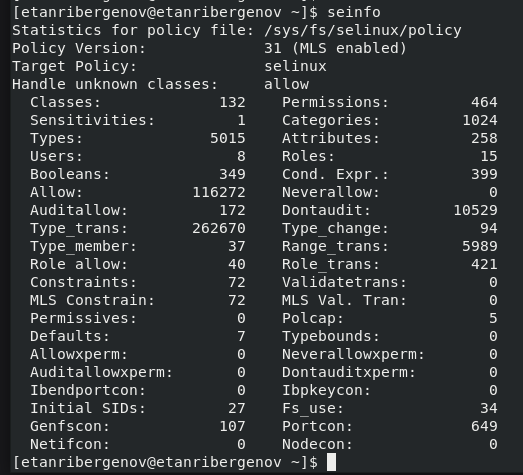 [etanribergenov@etanribergenov ~]$ seinfo
Statistics for policy file: /sys/fs/selinux/policy
Policy Version:             31 (MLS enabled)
Target Policy:              selinux
Handle unknown classes:     allow
  Classes:             132    Permissions:         464
  Sensitivities:         1    Categories:         1024
  Types:              5015    Attributes:          258
  Users:                 8    Roles:                15
  Booleans:            349    Cond. Expr.:         399
  Allow:            116272    Neverallow:            0
  Auditallow:          172    Dontaudit:         10529
  Type_trans:       262670    Type_change:          94
  Type_member:          37    Range_trans:        5989
  Role allow:           40    Role_trans:          421
  Constraints:          72    Validatetrans:         0
  MLS Constrain:        72    MLS Val. Tran:         0
  Permissives:           0    Polcap:                5
  Defaults:              7    Typebounds:            0
  Allowxperm:            0    Neverallowxperm:       0
  Auditallowxperm:       0    Dontauditxperm:        0
  Ibendportcon:          0    Ibpkeycon:             0
  Initial SIDs:         27    Fs_use:               34
  Genfscon:            107    Portcon:             649
  Netifcon:              0    Nodecon:               0
[etanribergenov@etanribergenov ~]$